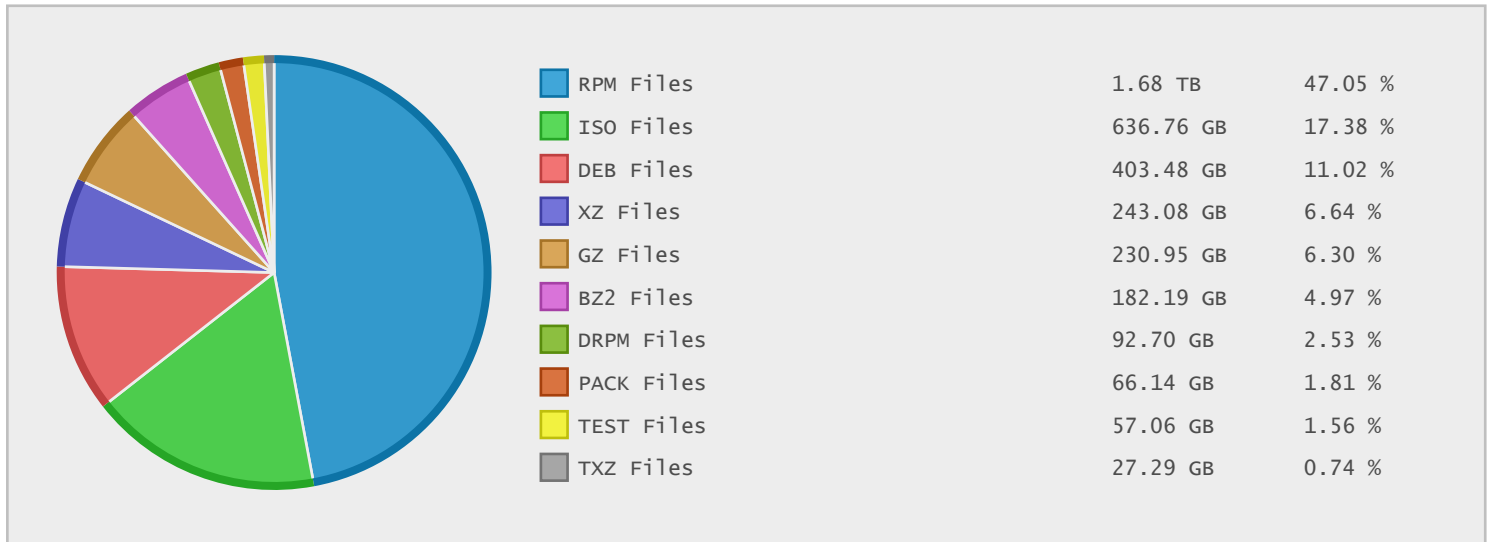 RPM Files 1.68 TB 47.05 %
ISO Files 636.76 GB 17.38 %
DEB Files 403.48 GB 11.02 %
XZ Files 243.08 GB 6.64 %
GZ Files 230.95 GB 6.30 %
BZ2 Files 182.19 GB 4.97 %
DRPM Files 92.70 GB 2.53 %
PACK Files 66.14 GB 1.81 %
TEST Files 57.06 GB 1.56 %
TXZ Files 27.29 GB 0.74 %